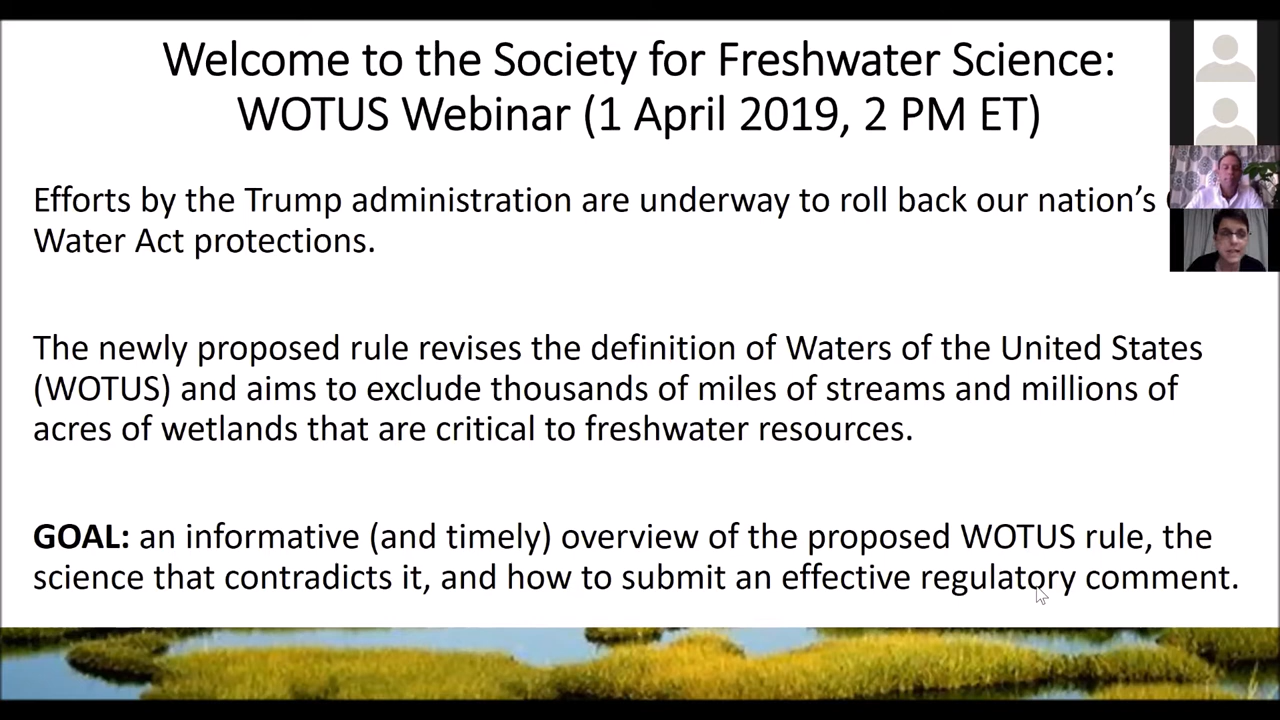 Welcome to the Society for Freshwater Science:
WOTUS Webinar (1 April 2019, 2 PM ET)
Efforts by the Trump administration are underway to roll back our nation’s
Water Act protections.
The newly proposed rule revises the definition of Waters of the United States
(WOTUS) and aims to exclude thousands of miles of streams and millions of
acres of wetlands that are critical to freshwater resources.
GOAL: an informative (and timely) overview of the proposed WOTUS rule, the
science that contradicts it, and how to submit an effective regulatory comment.